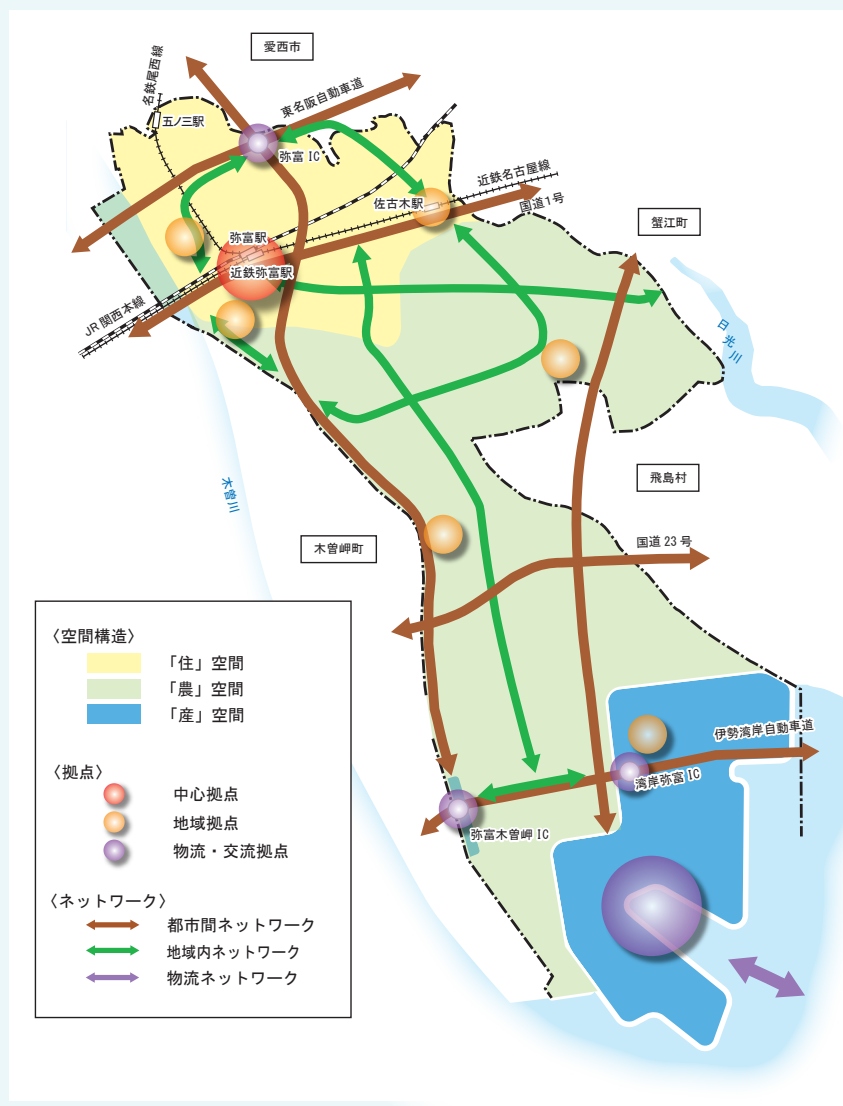 愛西市
名鉄尾西線
東名阪自動車道
五ノ三駅
弥富 IC
近鉄名古屋線
佐古木駅
国道1号
蟹江町
弥富駅
近鉄弥富駅
JR 関西本線
日光川
飛島村
木曽川
木曽岬町
国道 23 号
〈空間構造〉
「住」空間
「農」空間
「産」空間
〈拠点〉
中心拠点
地域拠点
物流・交流拠点
〈ネットワーク〉
都市間ネットワーク
地域内ネットワーク
物流ネットワーク
伊勢湾岸自動車道
湾岸弥富 IC
弥富木曽岬 IC